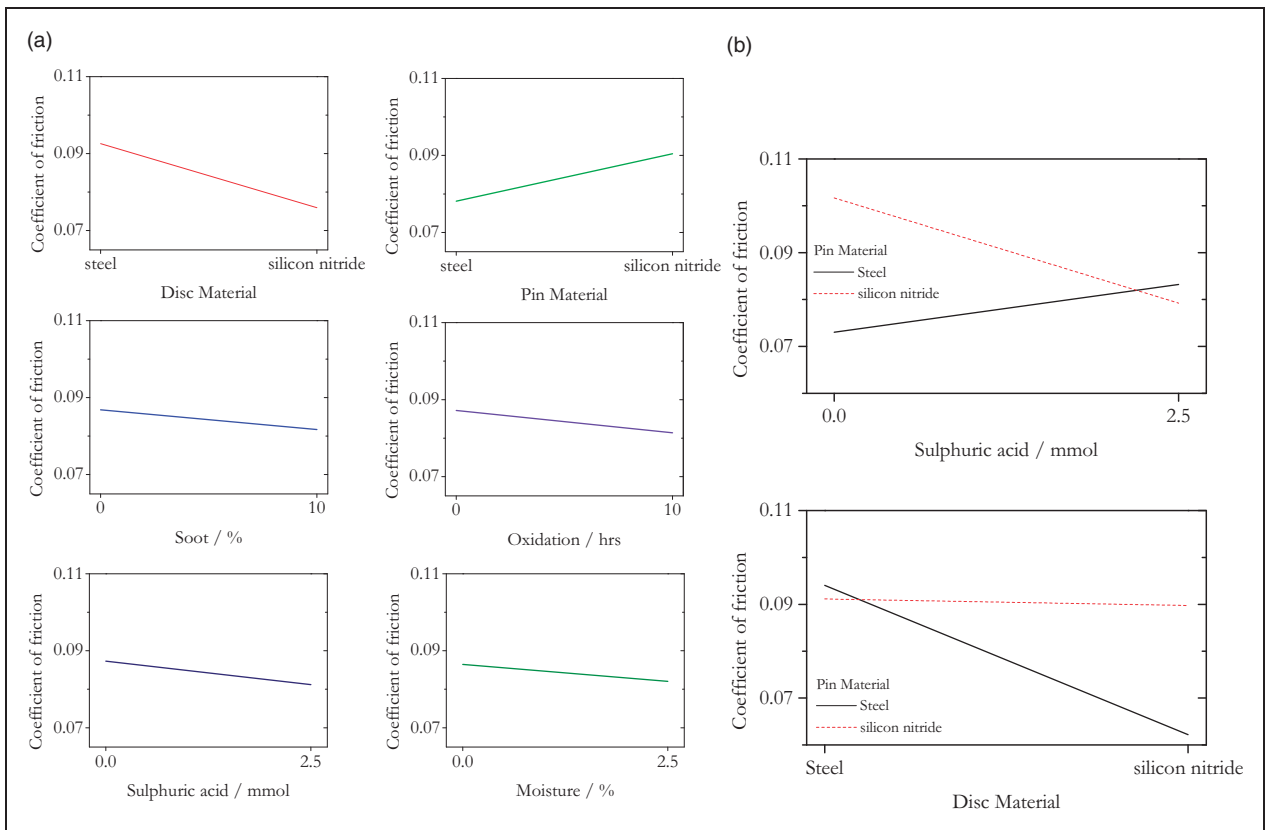 (a)
Coefficient of friction
0.11
0.09
0.07
steel
silicon nitride
Disc Material
Coefficient of friction
0.11
0.09
0.07
steel
silicon nitride
Pin Material
Coefficient of friction
0.11
0.09
0.07
0
10
Soot / %
Coefficient of friction
0.11
0.09
0.07
0
10
Oxidation / hrs
Coefficient of friction
0.11
0.09
0.07
0.0
2.5
Sulphuric acid / mmol
Coefficient of friction
0.11
0.09
0.07
0.0
2.5
Moisture / %
(b)
Coefficient of friction
0.11
0.09
0.07
Pin Material
Steel
silicon nitride
0.0
2.5
Sulphuric acid / mmol
Coefficient of friction
0.11
0.09
0.07
Pin Material
Steel
silicon nitride
Steel
silicon nitride
Disc Material